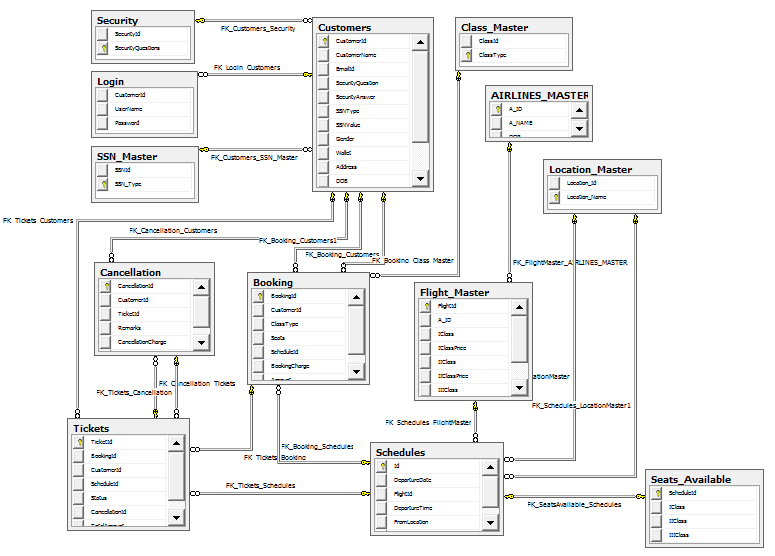 Security
SecurityId
SecurityQuestions
FK_Customers_Security
Customers
CustomerId
CustomerName
EmailId
SecurityQuestion
SecurityAnswer
SSNType
SSNValue
Gender
Wallet
Address
DOB
Class_Master
ClassId
ClassType
Login
CustomerId
UserName
Password
FK_Login_Customers
AIRLINES_MASTER
A_ID
A_NAME
SSN_Master
SSNId
SSN_Type
FK_Customers_SSN_Master
Location_Master
Location_Id
Location_Name
FK_Tickets_Customers
FK_Cancellation_Customers
FK_Booking_Customers1
FK_Booking_Customers
FK_Booking_Class_Master
FK_FlightMaster_AIRLINES_MASTER
Cancellation
CancellationId
CustomerId
TicketId
Remarks
CancellationCharge
Booking
BookingId
CustomerId
ClassType
Seats
ScheduleId
BookingCharge
Flight_Master
FlightId
A_ID
IClass
IClassPrice
IIClass
IIClassPrice
IIIClass
ationMaster
FK_Cancellation_Tickets
FK_Tickets_Cancellation
FK_Schedules_LocationMaster1
FK_Schedules_FlightMaster
Tickets
TicketId
BookingId
CustomerId
ScheduleId
Status
CancellationId
FK_Booking_Schedules
FK_Tickets_Booking
FK_Tickets_Schedules
Schedules
Id
DepartureDate
FlightId
DepartureTime
FromLocation
Seats_Available
ScheduleId
IClass
IIClass
IIIClass
FK_SeatsAvailable_Schedules